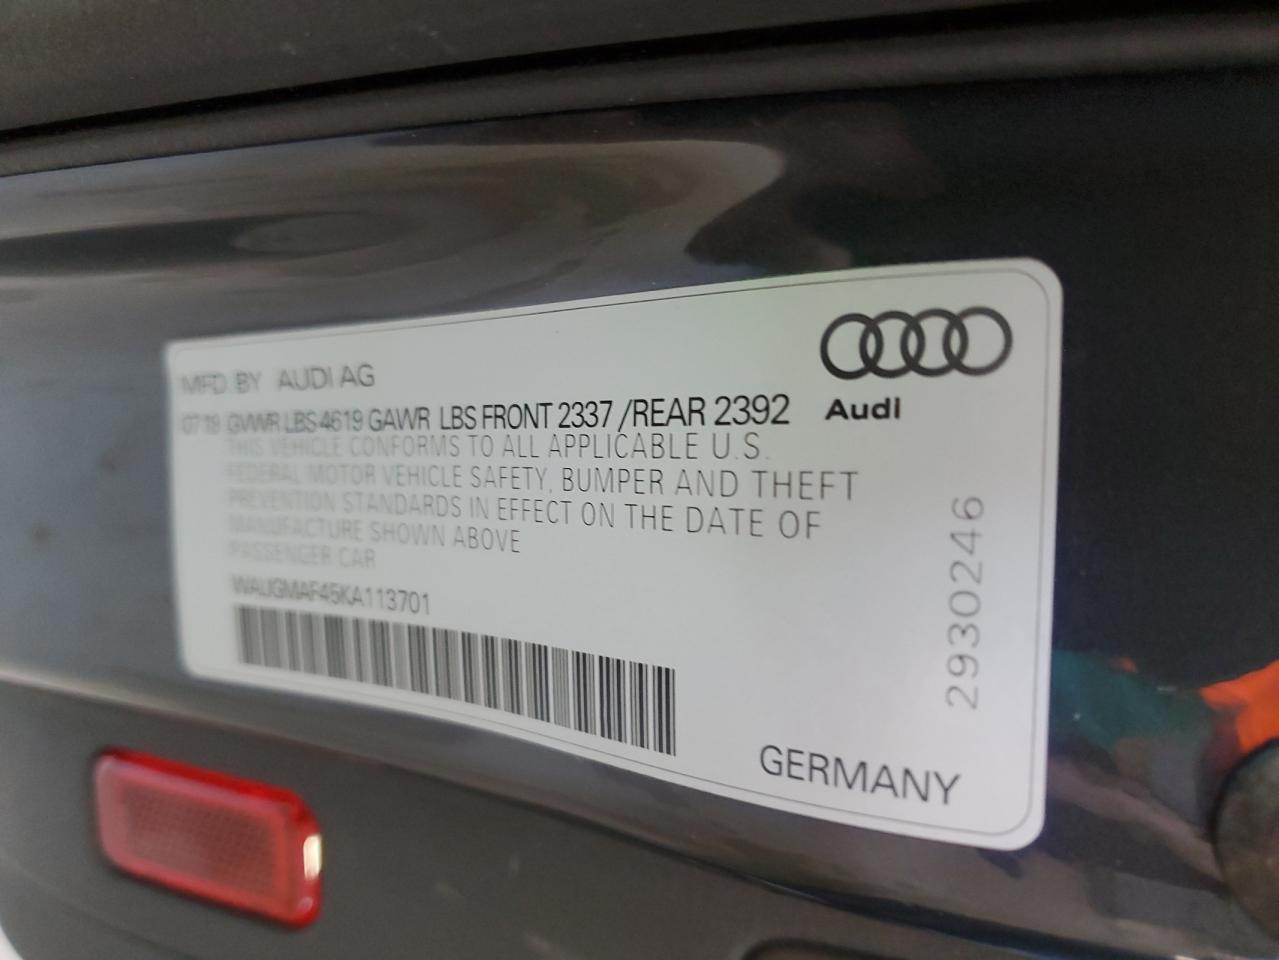 MFD. BY AUDI AG
07 19 GVWR LBS 4619 GAWR LBS FRONT 2337 /REAR 2392
Audi
THIS VEHICLE CONFORMS TO ALL APPLICABLE U.S.
FEDERAL MOTOR VEHICLE SAFETY, BUMPER AND THEFT
PREVENTION STANDARDS IN EFFECT ON THE DATE OF
MANUFACTURE SHOWN ABOVE
PASSENGER CAR
WAUGMAF45KA113701
2930246
GERMANY